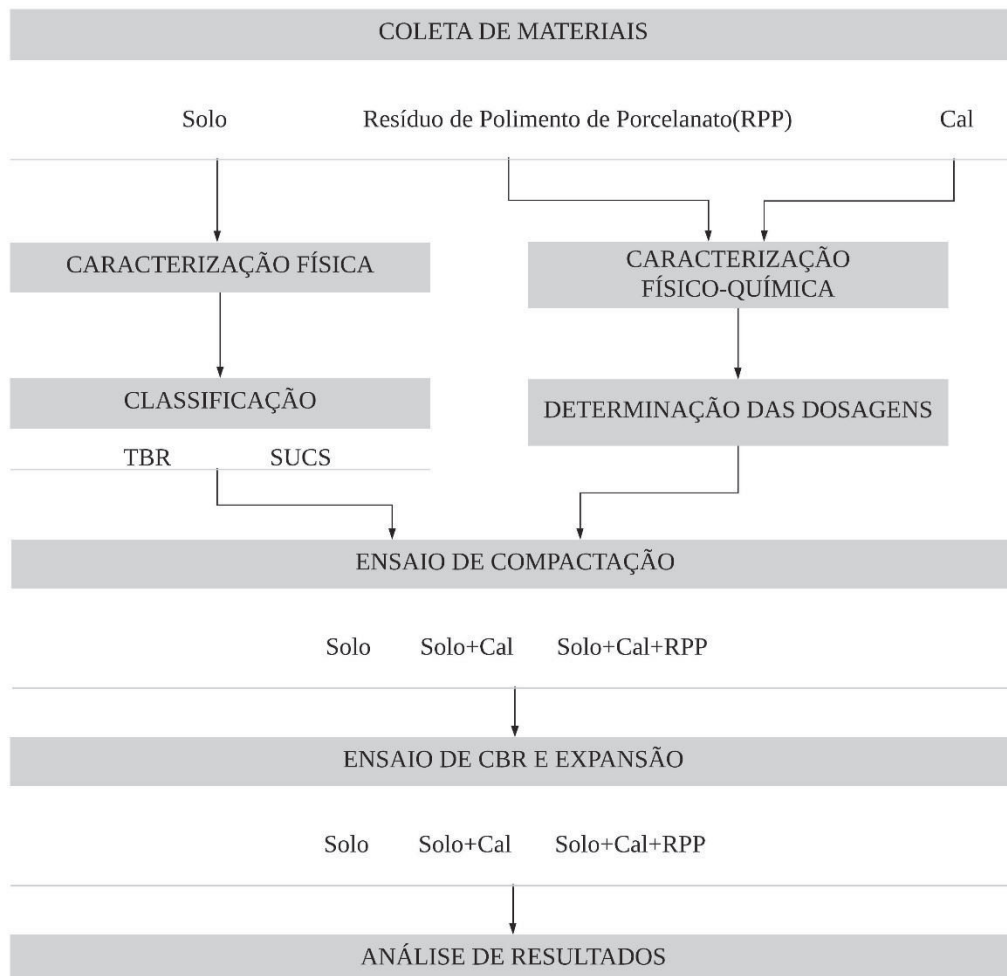 COLETA DE MATERIAIS
Solo Resíduo de Polimento de Porcelanato(RPP) Cal
CARACTERIZAÇÃO FÍSICA
CARACTERIZAÇÃO
FÍSICO-QUÍMICA
CLASSIFICAÇÃO
DETERMINAÇÃO DAS DOSAGENS
TBR SUCS
ENSAIO DE COMPACTAÇÃO
Solo Solo+Cal Solo+Cal+RPP
ENSAIO DE CBR E EXPANSÃO
Solo Solo+Cal Solo+Cal+RPP
ANÁLISE DE RESULTADOS